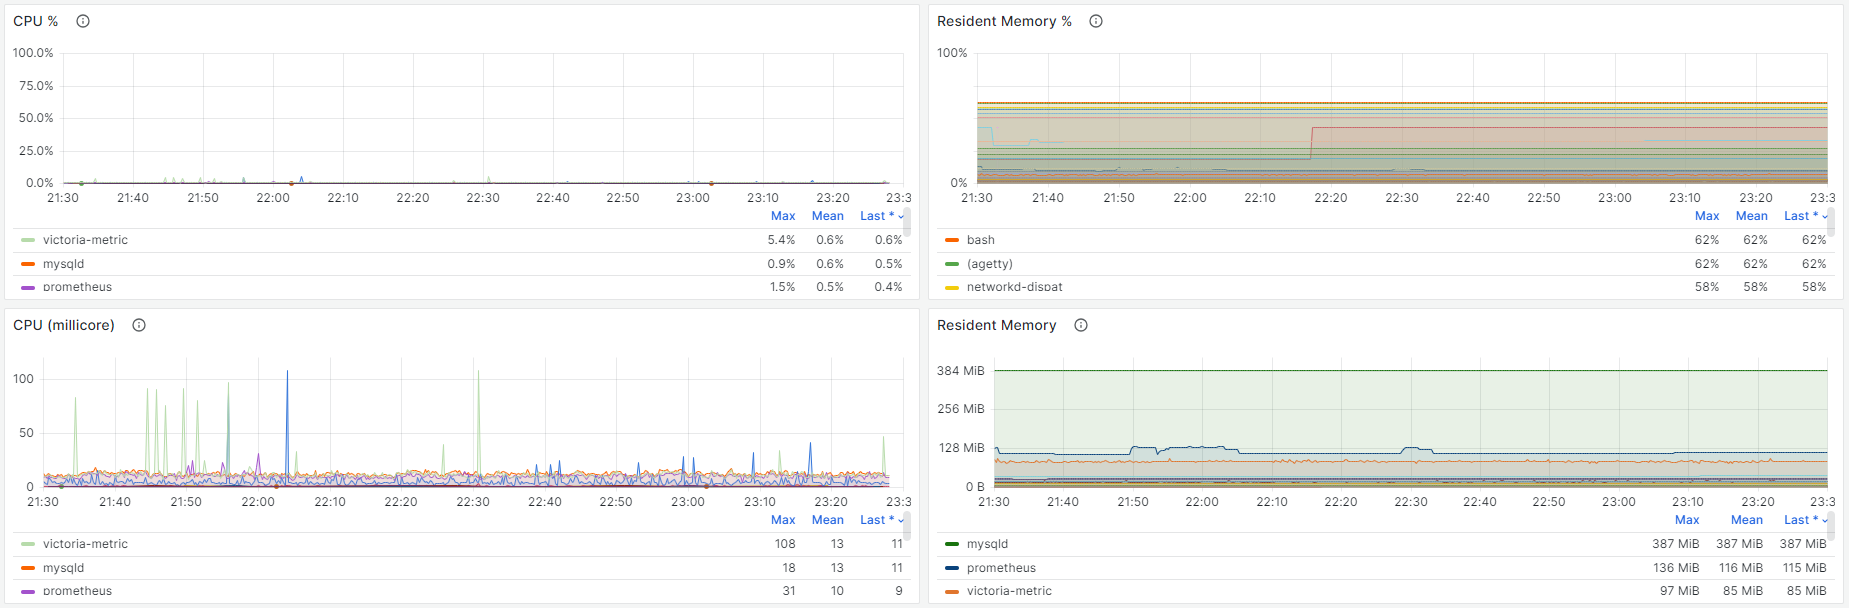 CPU %
100.0%
75.0%
50.0%
25.0%
0.0%
21:30 21:40 21:50 22:00 22:10 22:20 22:30 22:40 22:50 23:00 23:10 23:20 23:3
Max Mean Last *
victoria-metric 5.4% 0.6% 0.6%
mysqld 0.9% 0.6% 0.5%
prometheus 1.5% 0.5% 0.4%
Resident Memory %
100%
0%
21:30 21:40 21:50 22:00 22:10 22:20 22:30 22:40 22:50 23:00 23:10 23:20 23:3
Max Mean Last *
bash 62% 62% 62%
(agetty) 62% 62% 62%
networkd-dispat 58% 58% 58%
CPU (millicore)
100
50
0
21:30 21:40 21:50 22:00 22:10 22:20 22:30 22:40 22:50 23:00 23:10 23:20 23:3
Max Mean Last *
victoria-metric 108 13 11
mysqld 18 13 11
prometheus 31 10 9
Resident Memory
384 MiB
256 MiB
128 MiB
0 B
21:30 21:40 21:50 22:00 22:10 22:20 22:30 22:40 22:50 23:00 23:10 23:20 23:3
Max Mean Last *
mysqld 387 MiB 387 MiB 387 MiB
prometheus 136 MiB 116 MiB 115 MiB
victoria-metric 97 MiB 85 MiB 85 MiB